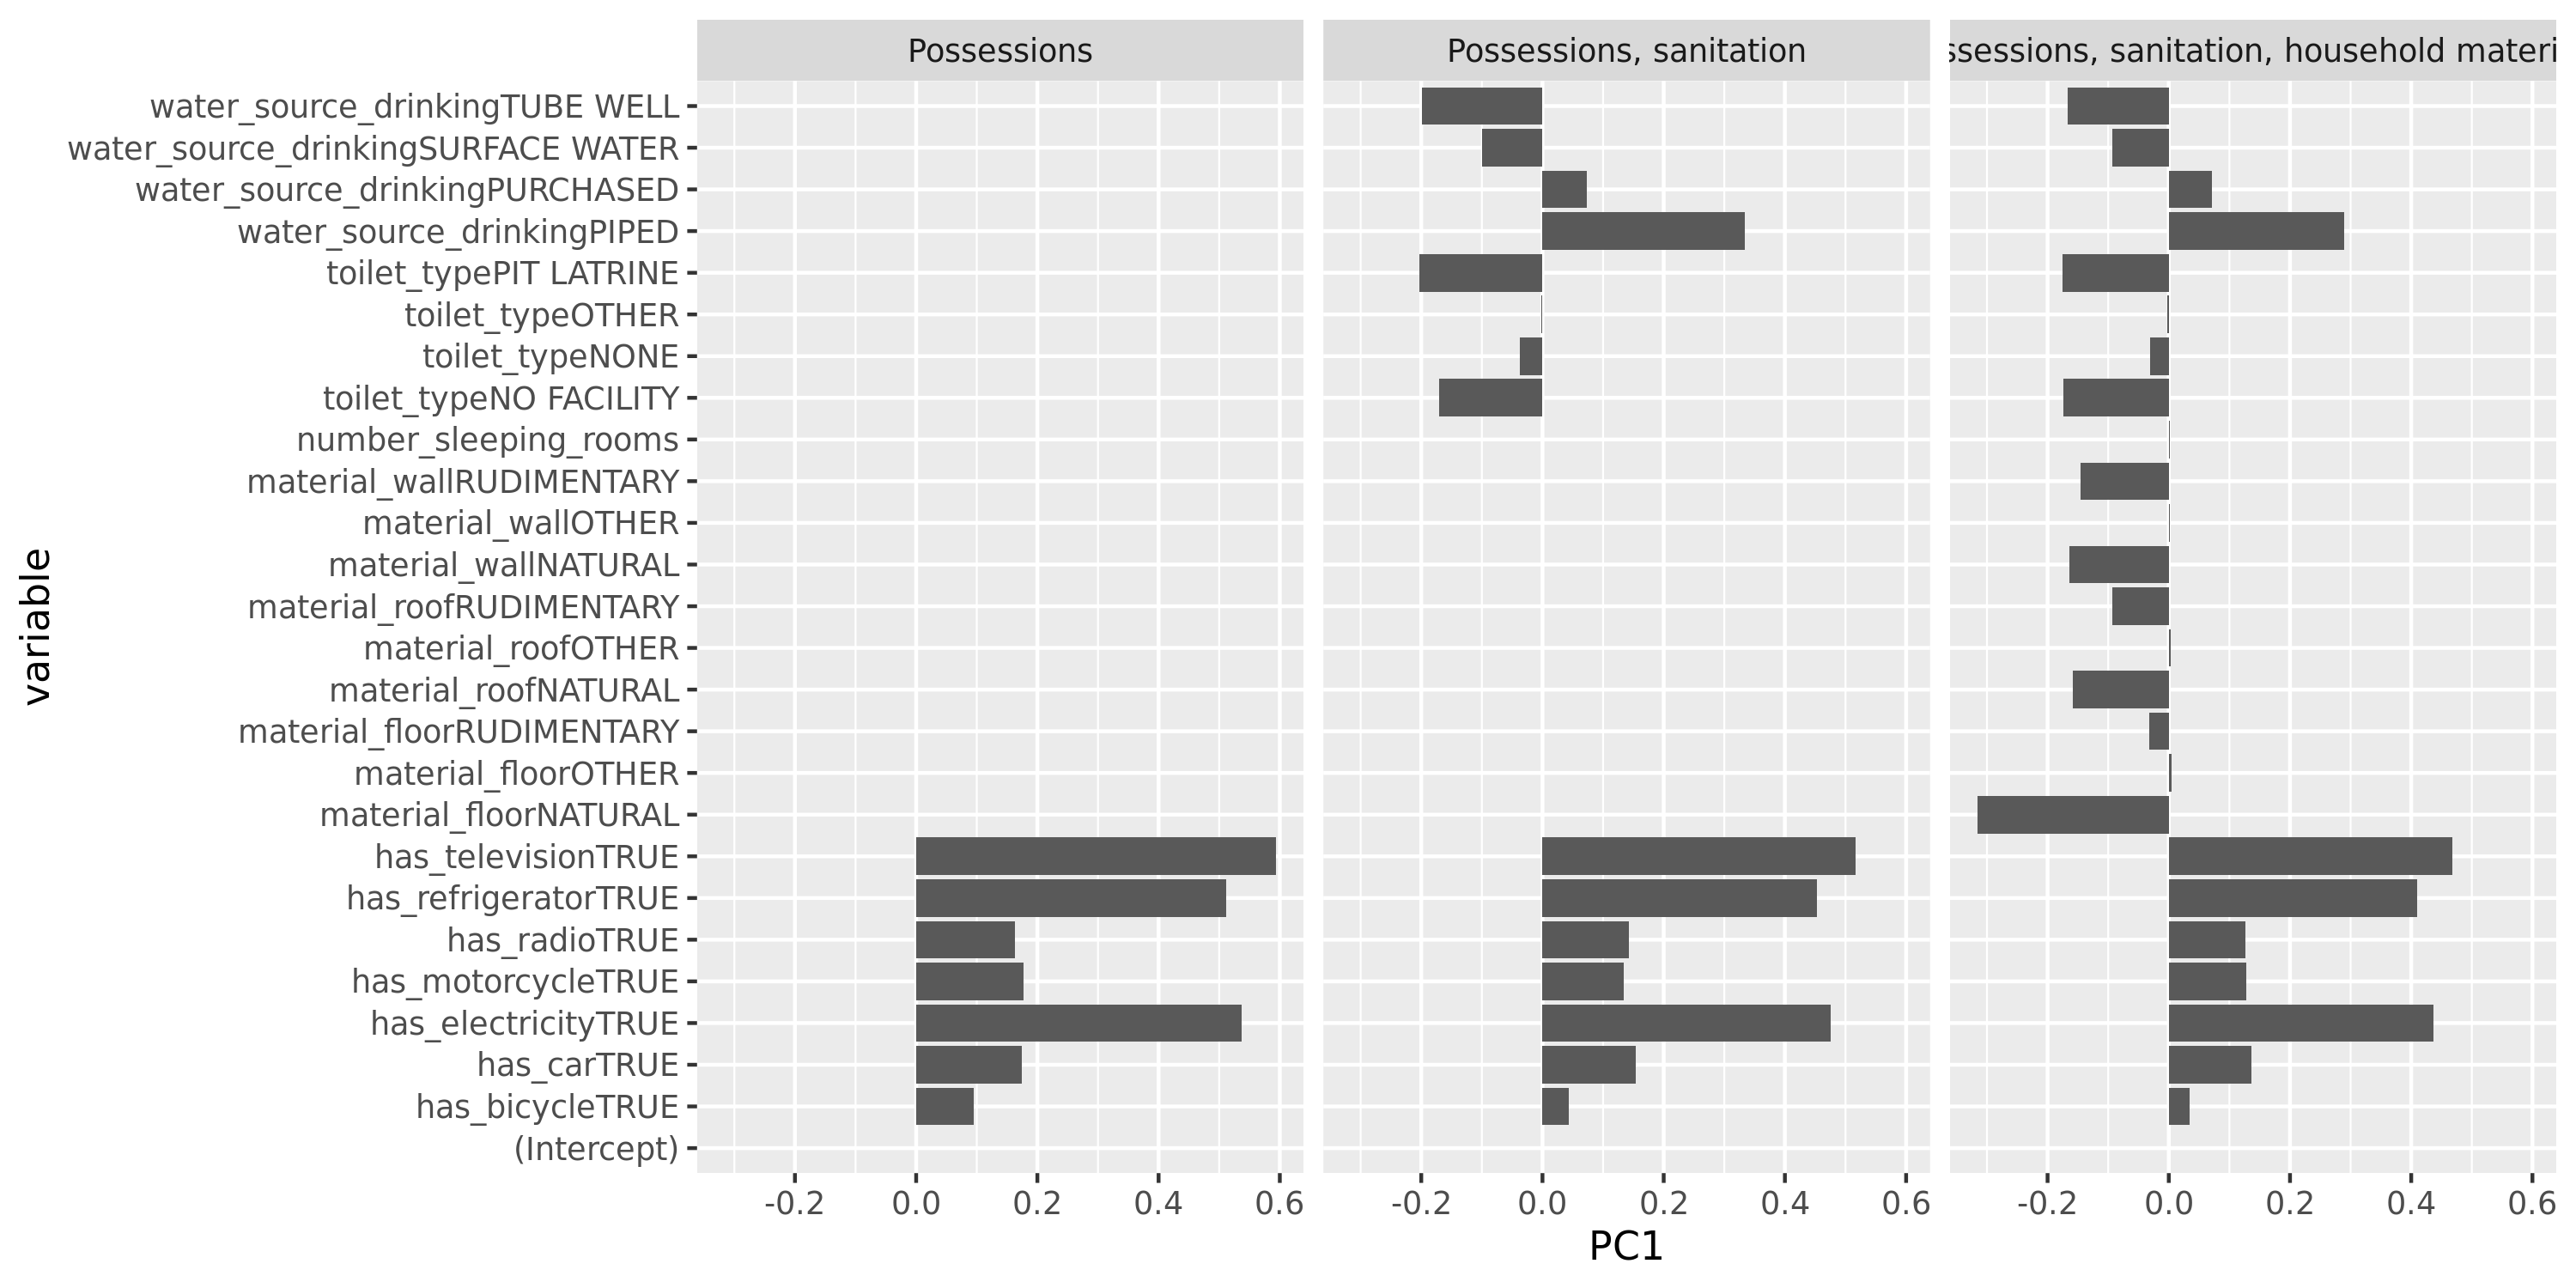 Possessions
Possessions, sanitation
ssessions, sanitation, household materi
water_source_drinkingTUBE WELL
water_source_drinkingSURFACE WATER
water_source_drinkingPURCHASED
water_source_drinkingPIPED
toilet_typePIT LATRINE
toilet_typeOTHER
toilet_typeNONE
toilet_typeNO FACILITY
number_sleeping_rooms
material_wallRUDIMENTARY
material_wallOTHER
material_wallNATURAL
material_roofRUDIMENTARY
material_roofOTHER
material_roofNATURAL
material_floorRUDIMENTARY
material_floorOTHER
material_floorNATURAL
has_televisionTRUE
has_refrigeratorTRUE
has_radioTRUE
has_motorcycleTRUE
has_electricityTRUE
has_carTRUE
has_bicycleTRUE
(Intercept)
variable
-0.2 0.0 0.2 0.4 0.6
-0.2 0.0 0.2 0.4 0.6
-0.2 0.0 0.2 0.4 0.6
PC1